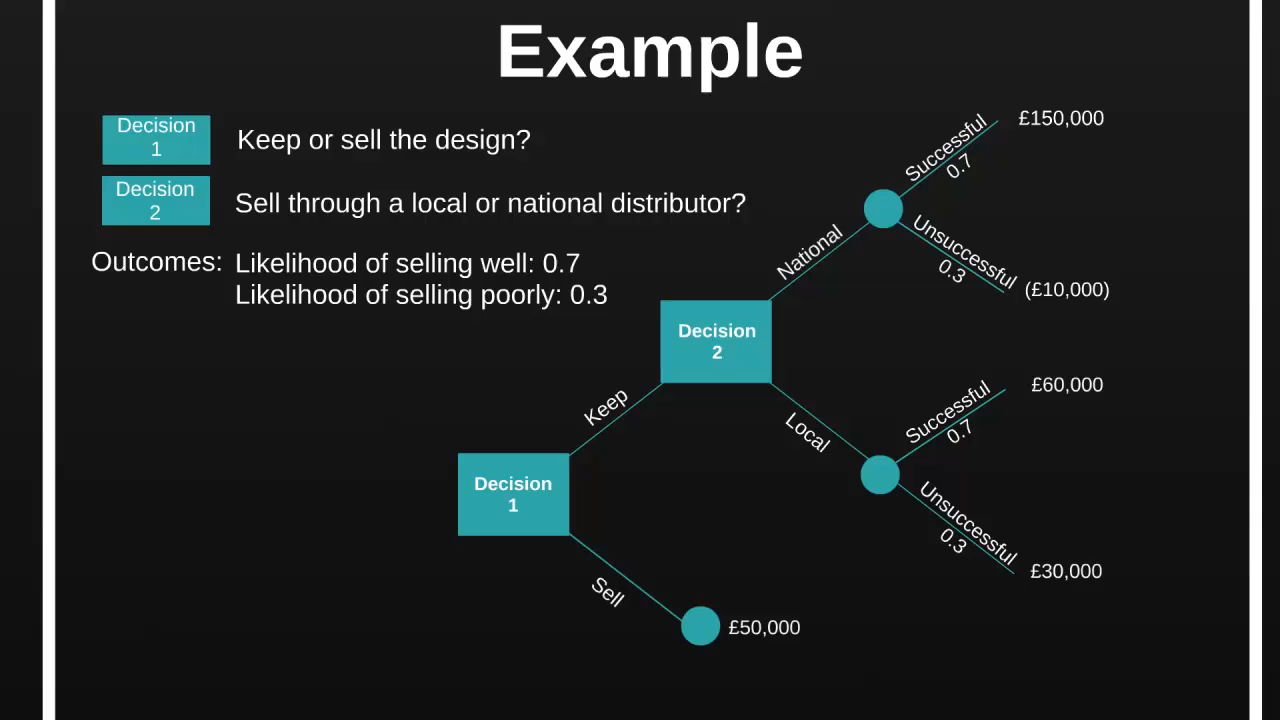 Example
Decision
1
Keep or sell the design?
Decision
2
Sell through a local or national distributor?
Outcomes:
Likelihood of selling well: 0.7
Likelihood of selling poorly: 0.3
Successful
0.7
£150,000
National
Unsuccessful
0.3
(£10,000)
Decision
2
Keep
Local
Successful
0.7
£60,000
Unsuccessful
0.3
£30,000
Decision
1
Sell
£50,000